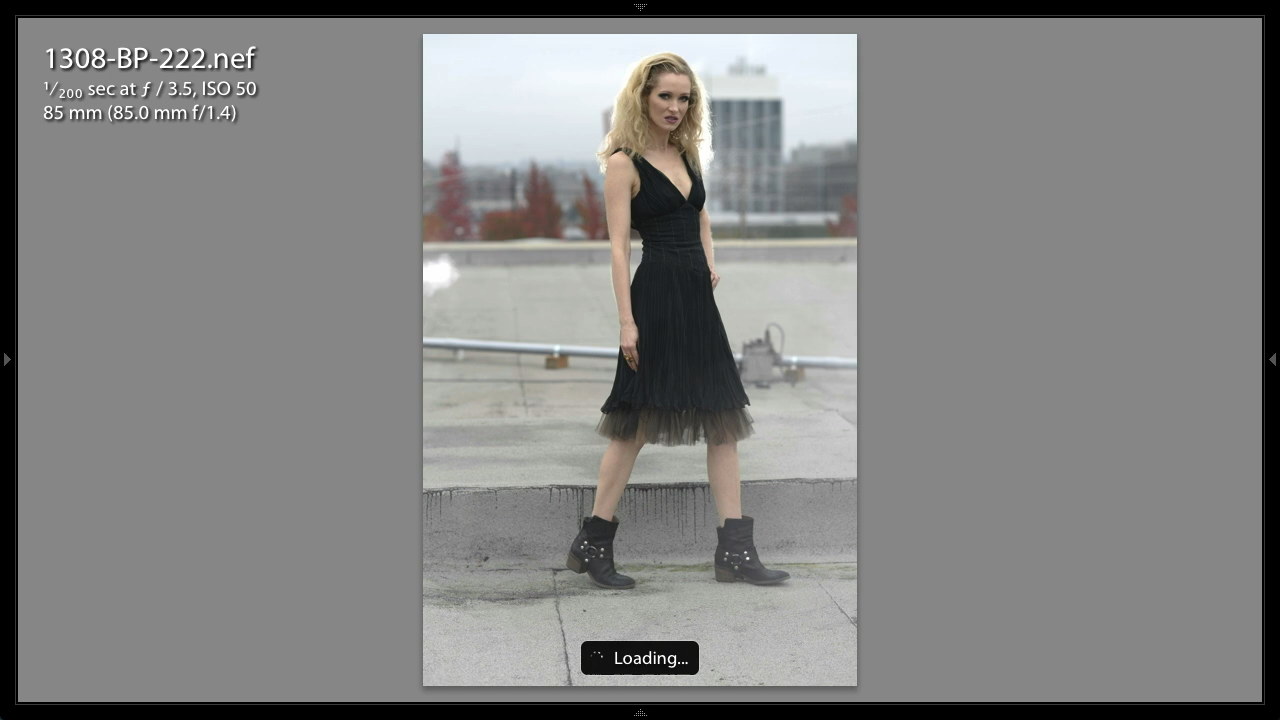 1308-BP-222.nef
1/200 sec at ƒ / 3.5, ISO 50
85 mm (85.0 mm f/1.4)
Loading...